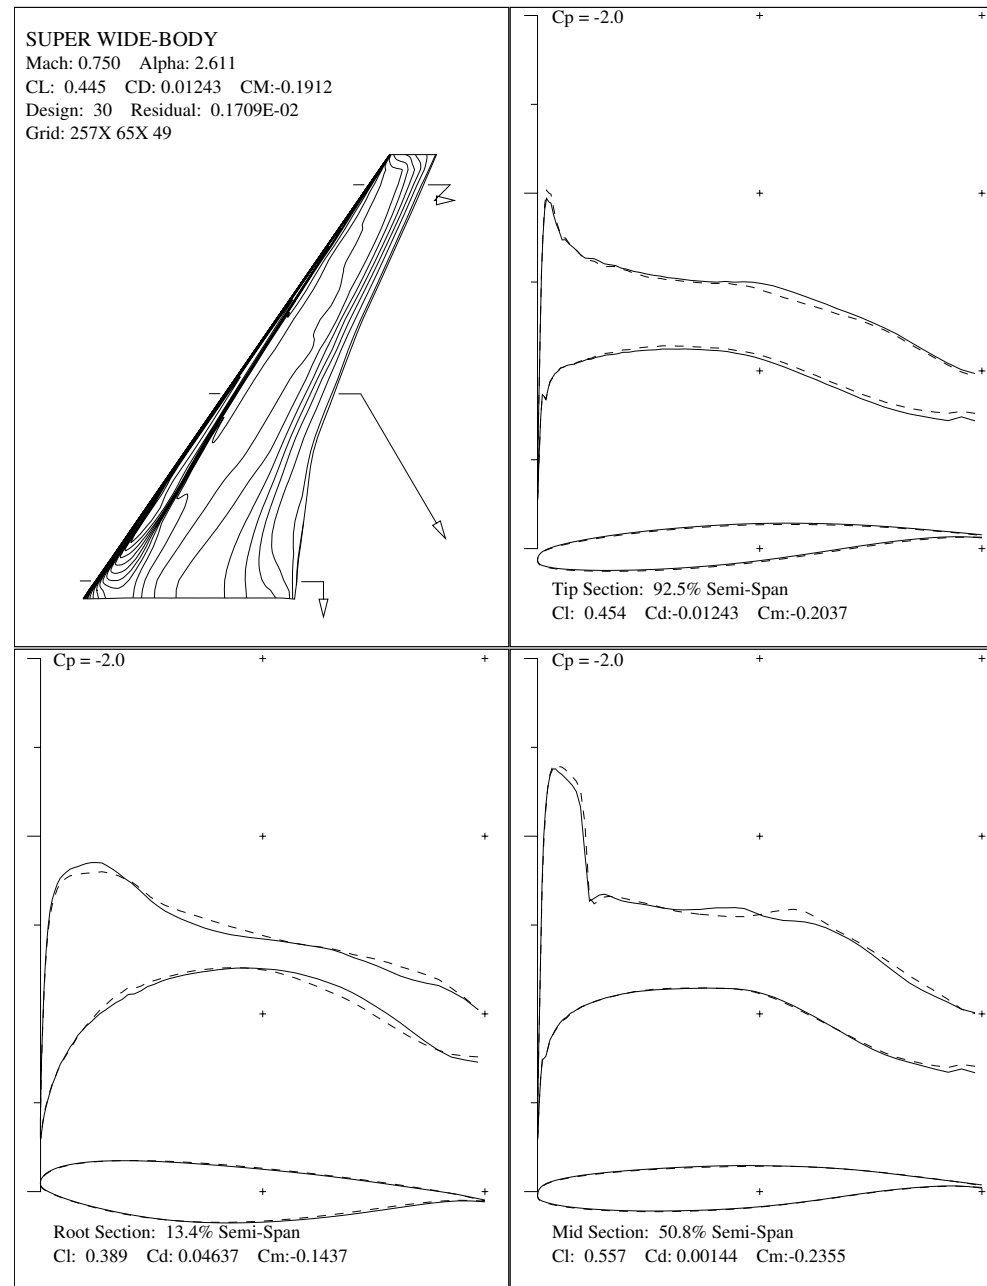 SUPER WIDE-BODY
Mach: 0.750 Alpha: 2.611
CL: 0.445 CD: 0.01243 CM:-0.1912
Design: 30 Residual: 0.1709E-02
Grid: 257X 65X 49
Cp = -2.0
Tip Section: 92.5% Semi-Span
Cl: 0.454 Cd:-0.01243 Cm:-0.2037
Cp = -2.0
Root Section: 13.4% Semi-Span
Cl: 0.389 Cd: 0.04637 Cm:-0.1437
Cp = -2.0
Mid Section: 50.8% Semi-Span
Cl: 0.557 Cd: 0.00144 Cm:-0.2355